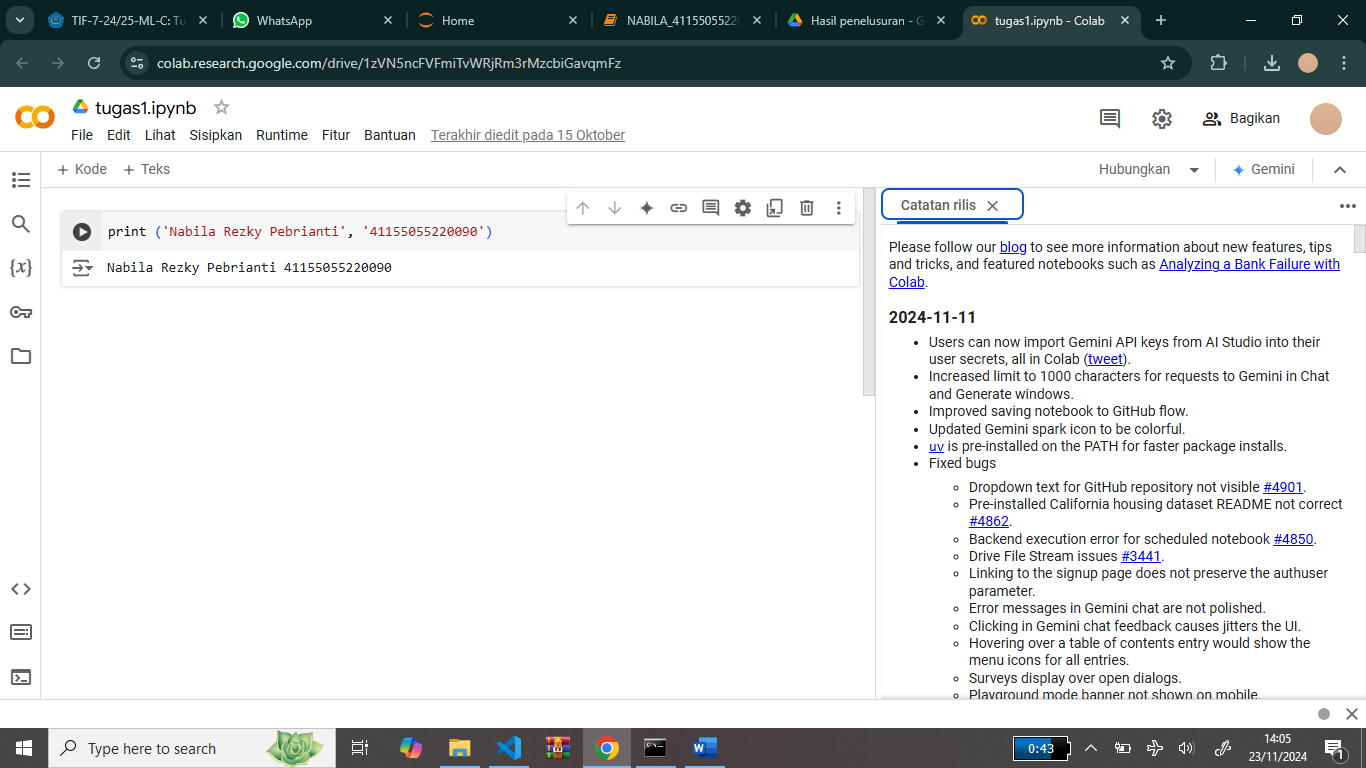 TIF-7-24/25-ML-C: Tu
WhatsApp
Home
NABILA_4115505522
Hasil penelusuran - G
tugas1.ipynb - Colab
colab.research.google.com/drive/1zVN5ncFVFmiTvWRjRm3rMzcbiGavqmFz
tugas1.ipynb
File Edit Lihat Sisipkan Runtime Fitur Bantuan Terakhir diedit pada 15 Oktober
Bagikan
+ Kode + Teks
Hubungkan
Gemini
print ('Nabila Rezky Pebrianti', '41155055220090')
Nabila Rezky Pebrianti 41155055220090
{x}
Catatan rilis
Please follow our blog to see more information about new features, tips
and tricks, and featured notebooks such as Analyzing a Bank Failure with
Colab.
2024-11-11
• Users can now import Gemini API keys from AI Studio into their
user secrets, all in Colab (tweet).
• Increased limit to 1000 characters for requests to Gemini in Chat
and Generate windows.
• Improved saving notebook to GitHub flow.
• Updated Gemini spark icon to be colorful.
• uv is pre-installed on the PATH for faster package installs.
• Fixed bugs
◦ Dropdown text for GitHub repository not visible #4901.
◦ Pre-installed California housing dataset README not correct
#4862.
◦ Backend execution error for scheduled notebook #4850.
◦ Drive File Stream issues #3441.
◦ Linking to the signup page does not preserve the authuser
parameter.
◦ Error messages in Gemini chat are not polished.
◦ Clicking in Gemini chat feedback causes jitters the UI.
◦ Hovering over a table of contents entry would show the
menu icons for all entries.
◦ Surveys display over open dialogs.
◦ Playground mode banner not shown on mobile.
Type here to search
0:43
14:05
23/11/2024
1